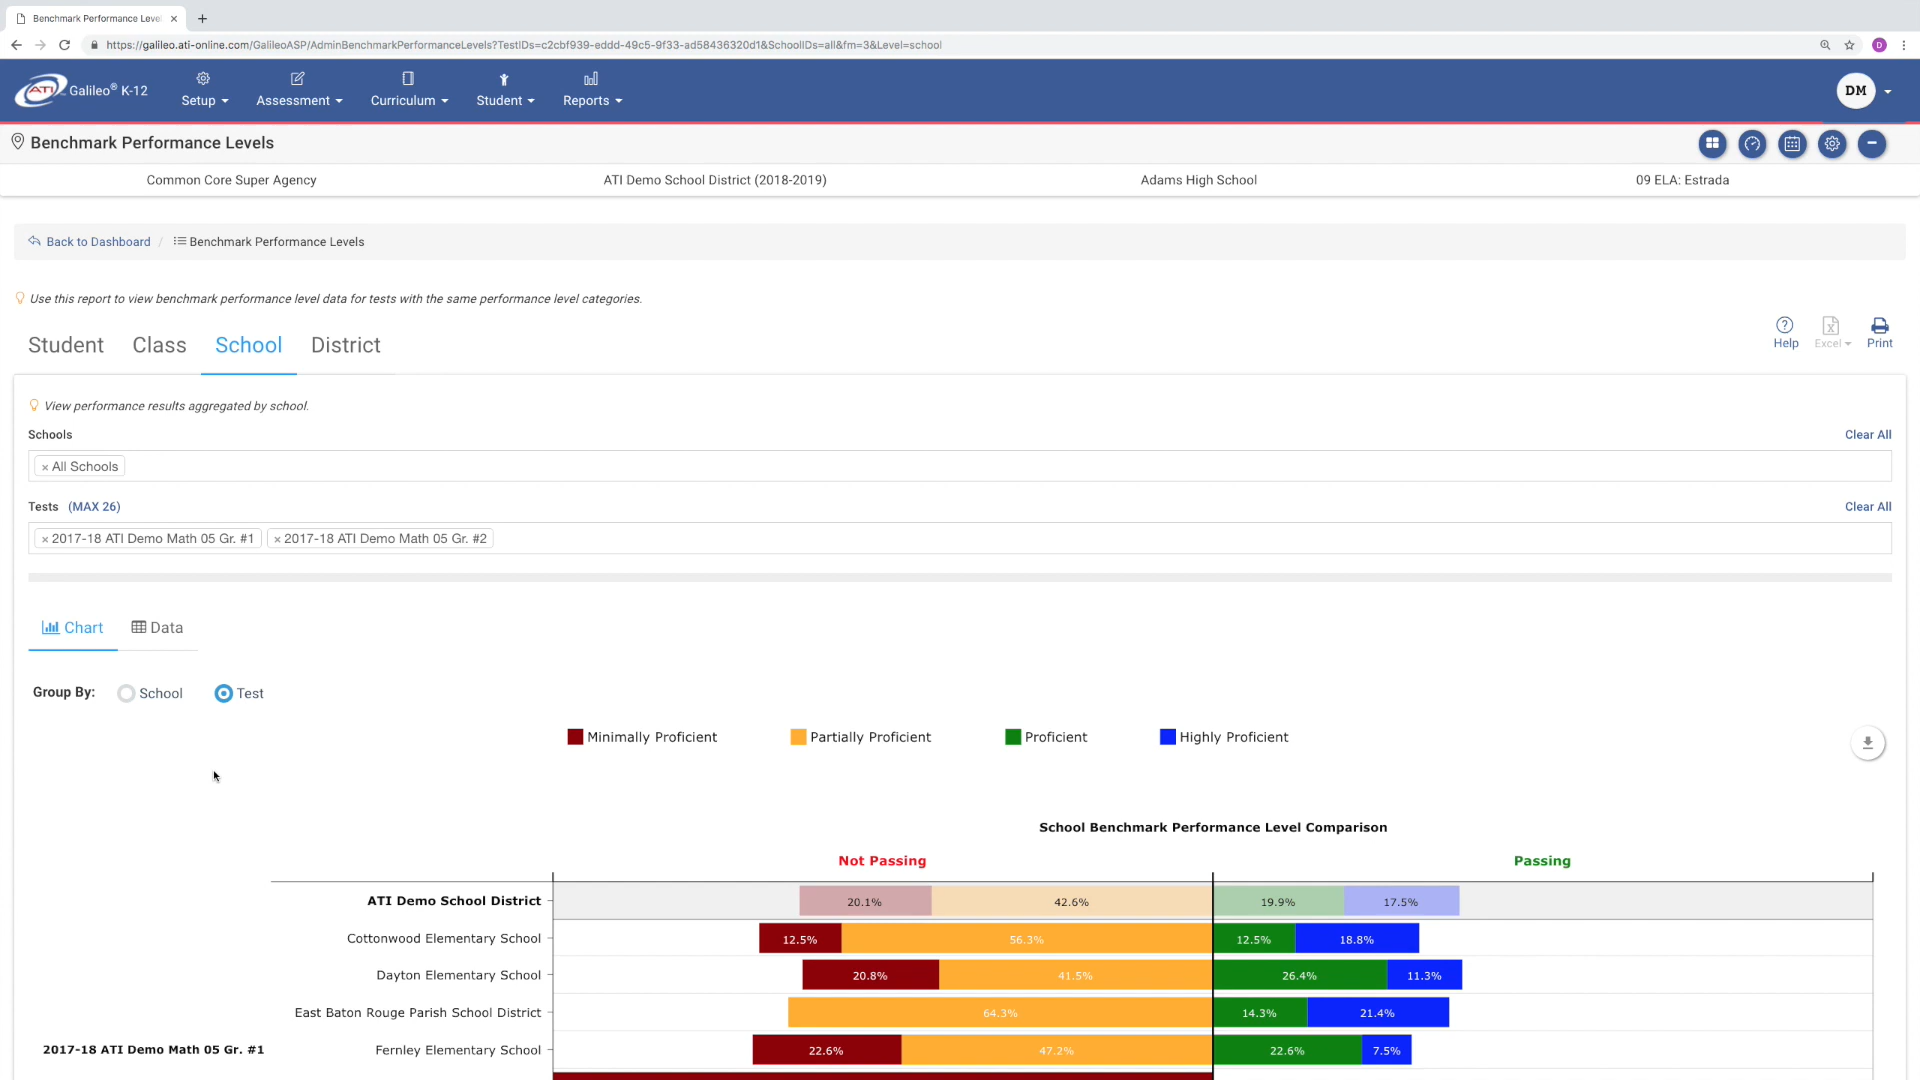 Benchmark Performance Leve
https://galileo.ati-online.com/GalileoASP/AdminBenchmarkPerformanceLevels?TestIDs=c2cbf939-eddd-49c5-9f33-ad58436320d1&SchoolIDs=all&fm=3&Level=school
D
ATI Galileo® K-12
Setup Assessment Curriculum Student Reports
DM
Benchmark Performance Levels
Common Core Super Agency ATI Demo School District (2018-2019) Adams High School 09 ELA: Estrada
Back to Dashboard / Benchmark Performance Levels
Use this report to view benchmark performance level data for tests with the same performance level categories.
Student Class School District
Help Excel Print
View performance results aggregated by school.
Schools Clear All
× All Schools
Tests (MAX 26) Clear All
× 2017-18 ATI Demo Math 05 Gr. #1 × 2017-18 ATI Demo Math 05 Gr. #2
Chart Data
Group By: School Test
Minimally Proficient Partially Proficient Proficient Highly Proficient
School Benchmark Performance Level Comparison
Not Passing Passing
ATI Demo School District 20.1% 42.6% 19.9% 17.5%
Cottonwood Elementary School 12.5% 56.3% 12.5% 18.8%
Dayton Elementary School 20.8% 41.5% 26.4% 11.3%
East Baton Rouge Parish School District 64.3% 14.3% 21.4%
2017-18 ATI Demo Math 05 Gr. #1 Fernley Elementary School 22.6% 47.2% 22.6% 7.5%